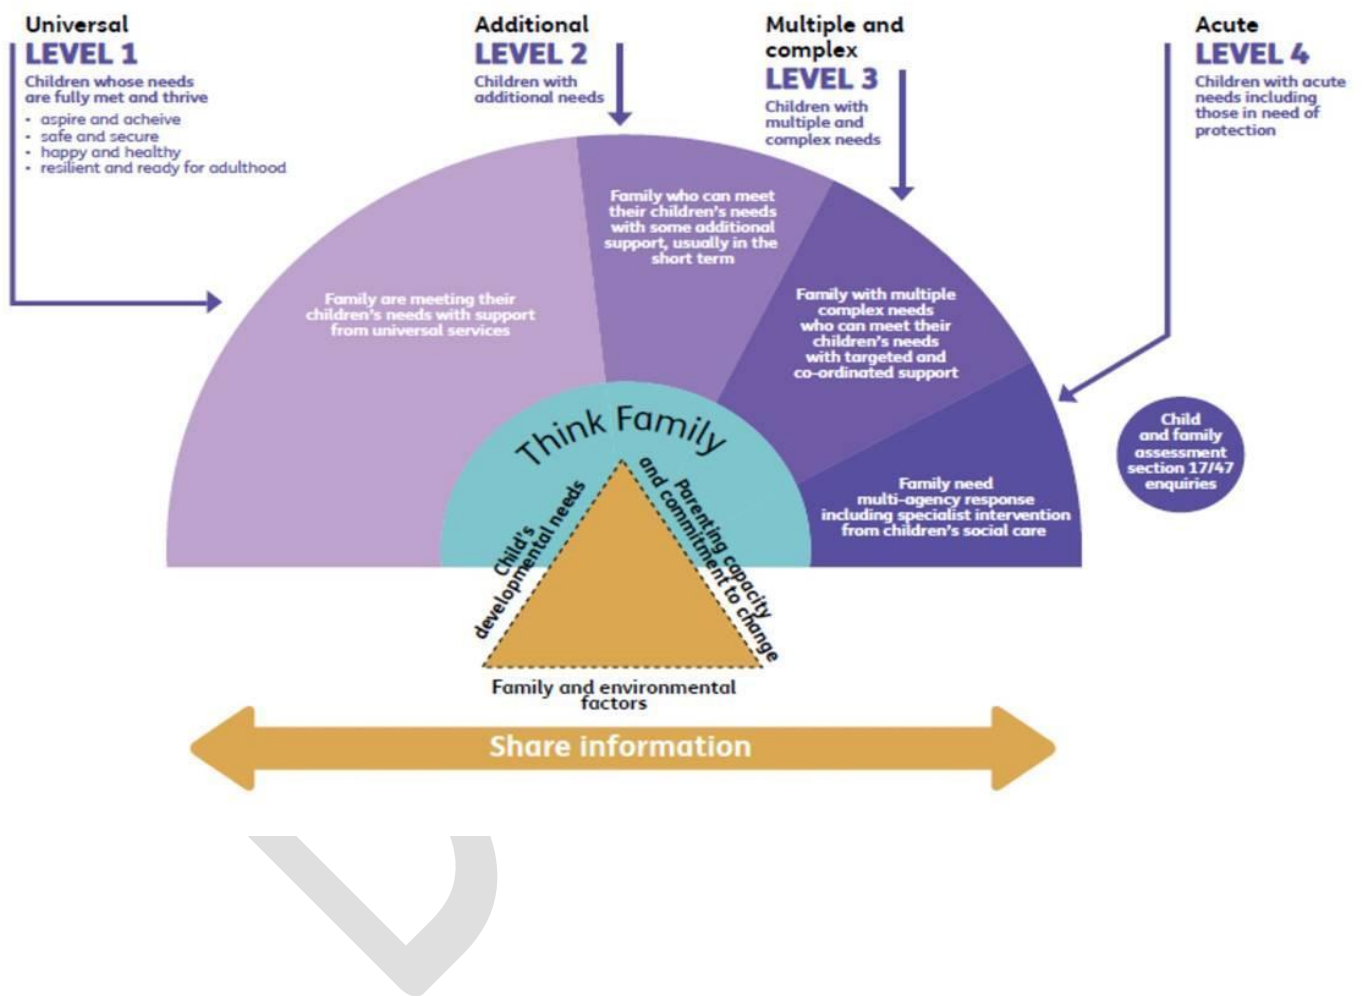 Universal
LEVEL 1
Children whose needs
are fully met and thrive
• aspire and acheive
• safe and secure
• happy and healthy
• resilient and ready for adulthood
Additional
LEVEL 2
Children with
additional needs
Multiple and
complex
LEVEL 3
Children with
multiple and
complex needs
Acute
LEVEL 4
Children with acute
needs including
those in need of
protection
Family are meeting their
children's needs with support
from universal services
Family who can meet
their children's needs
with some additional
support, usually in the
short term
Family with multiple
complex needs
who can meet their
children's needs
with targeted and
co-ordinated support
Family need
multi-agency response
including specialist intervention
from children's social care
Child
and family
assessment
section 17/47
enquiries
Think Family
Child's
developmental needs
Parenting capacity
and commitment to change
Family and environmental
factors
Share information